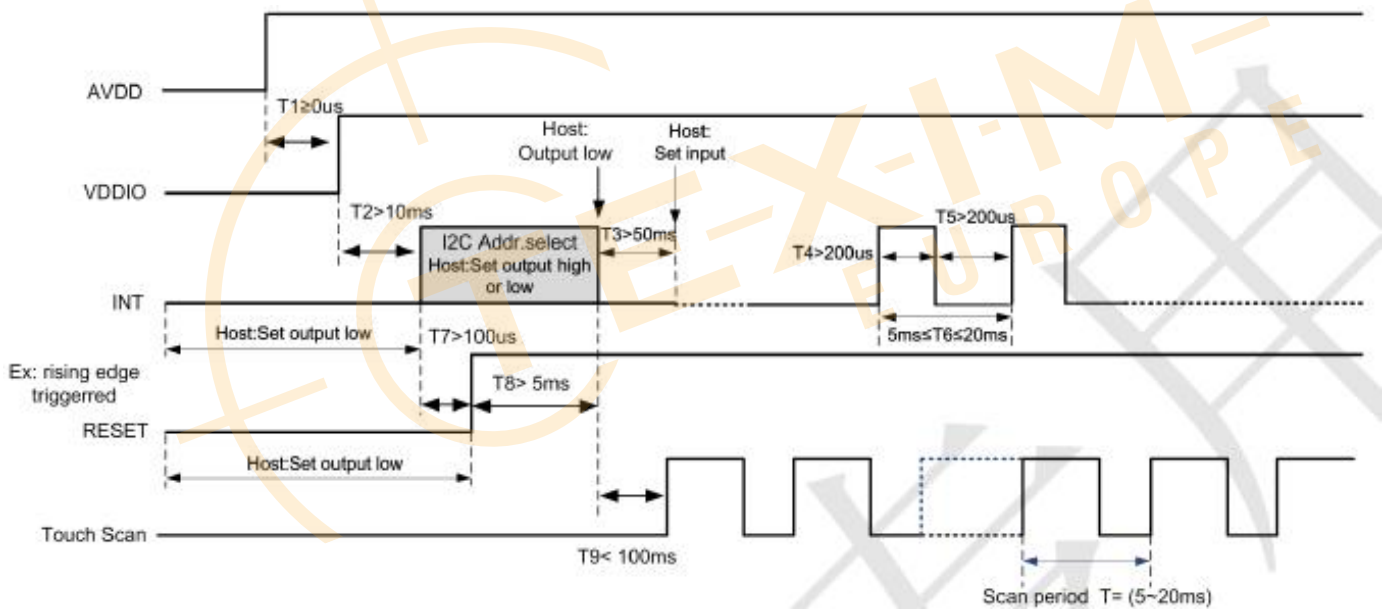 AVDD
T1≥0us
Host:
Output low
Host:
Set input
VDDIO
T2>10ms
T5>200us
I2C Addr.select
Host:Set output high
or low
T3>50ms
T4>200us
INT
Host:Set output low
T7>100us
5ms≤T6≤20ms
Ex: rising edge
triggerred
T8> 5ms
RESET
Host:Set output low
Touch Scan
T9< 100ms
Scan period T= (5~20ms)
TEXIM
EUROPE